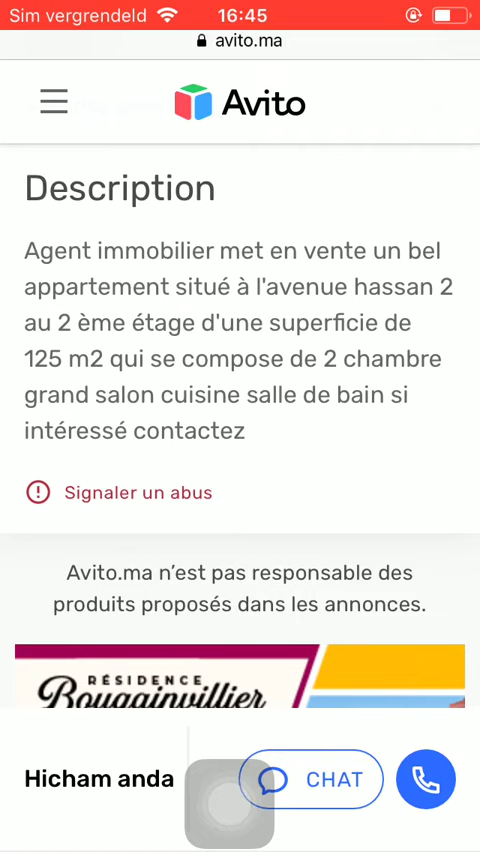 Sim vergrendeld 16:45
avito.ma
Avito
Description
Agent immobilier met en vente un bel
appartement situé à l'avenue hassan 2
au 2 ème étage d'une superficie de
125 m2 qui se compose de 2 chambre
grand salon cuisine salle de bain si
intéressé contactez
Signaler un abus
Avito.ma n’est pas responsable des
produits proposés dans les annonces.
RÉSIDENCE
Bougainvillier
Hicham anda
CHAT